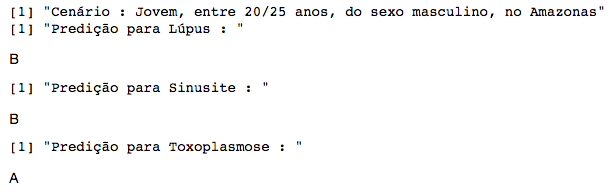 [1] "Cenário : Jovem, entre 20/25 anos, do sexo masculino, no Amazonas"
[1] "Predição para Lúpus : "
B
[1] "Predição para Sinusite : "
B
[1] "Predição para Toxoplasmose : "
A